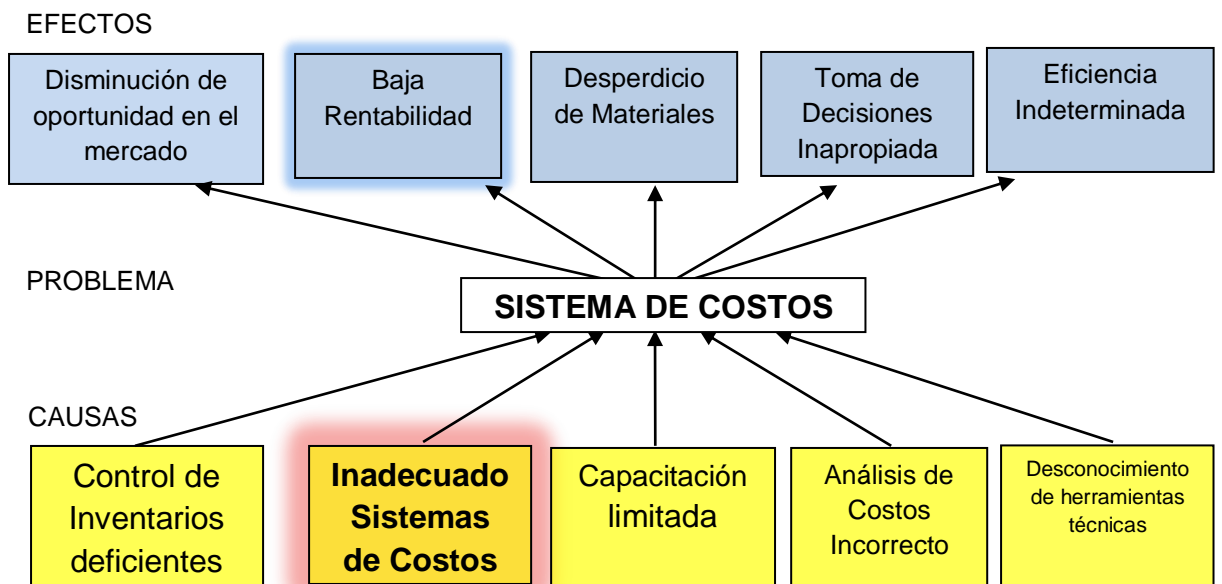 EFECTOS
Disminución de
oportunidad en el
mercado
Baja
Rentabilidad
Desperdicio
de Materiales
Toma de
Decisiones
Inapropiada
Eficiencia
Indeterminada
PROBLEMA
SISTEMA DE COSTOS
CAUSAS
Control de
Inventarios
deficientes
Inadecuado
Sistemas
de Costos
Capacitación
limitada
Análisis de
Costos
Incorrecto
Desconocimiento
de herramientas
técnicas